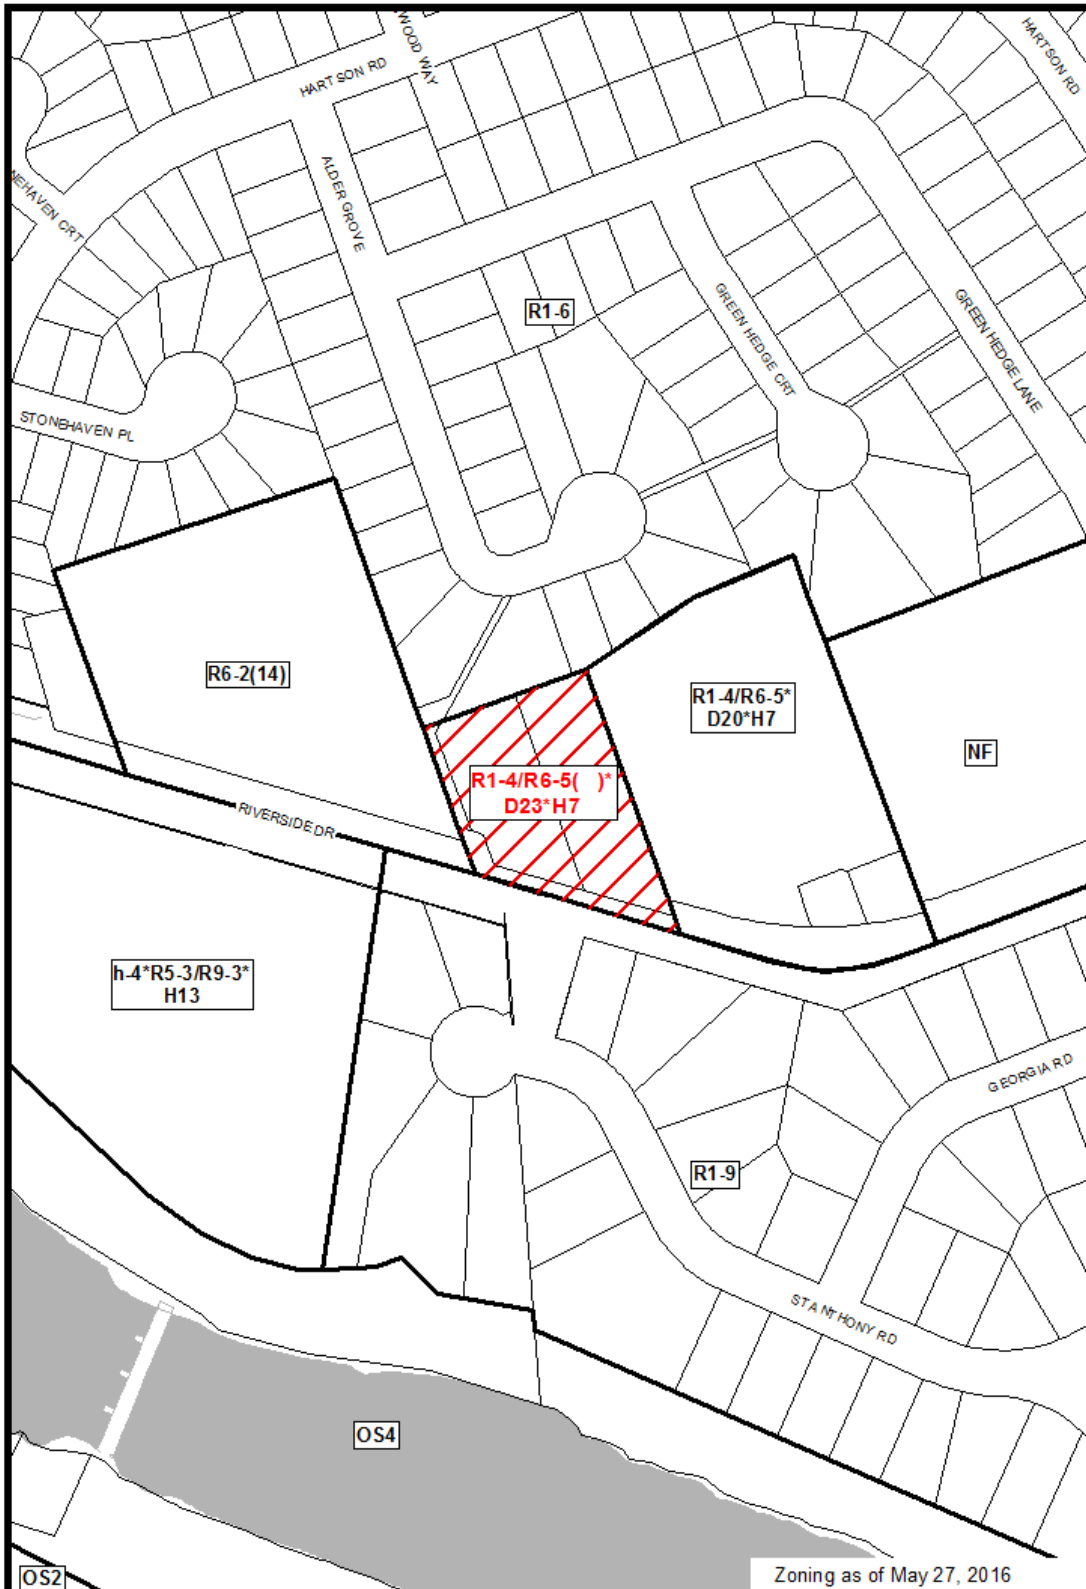 HARTSON RD
WOOD WAY
HARTSON RD
ALDER GROVE
NEHAVEN CRT
R1-6
GREEN HEDGE CRT
GREEN HEDGE LANE
STONEHAVEN PL
R6-2(14)
R1-4/R6-5*
D20*H7
NF
R1-4/R6-5( )*
D23*H7
RIVERSIDE DR
h-4*R5-3/R9-3*
H13
GEORGIA RD
R1-9
ST ANTHONY RD
OS4
OS2
Zoning as of May 27, 2016